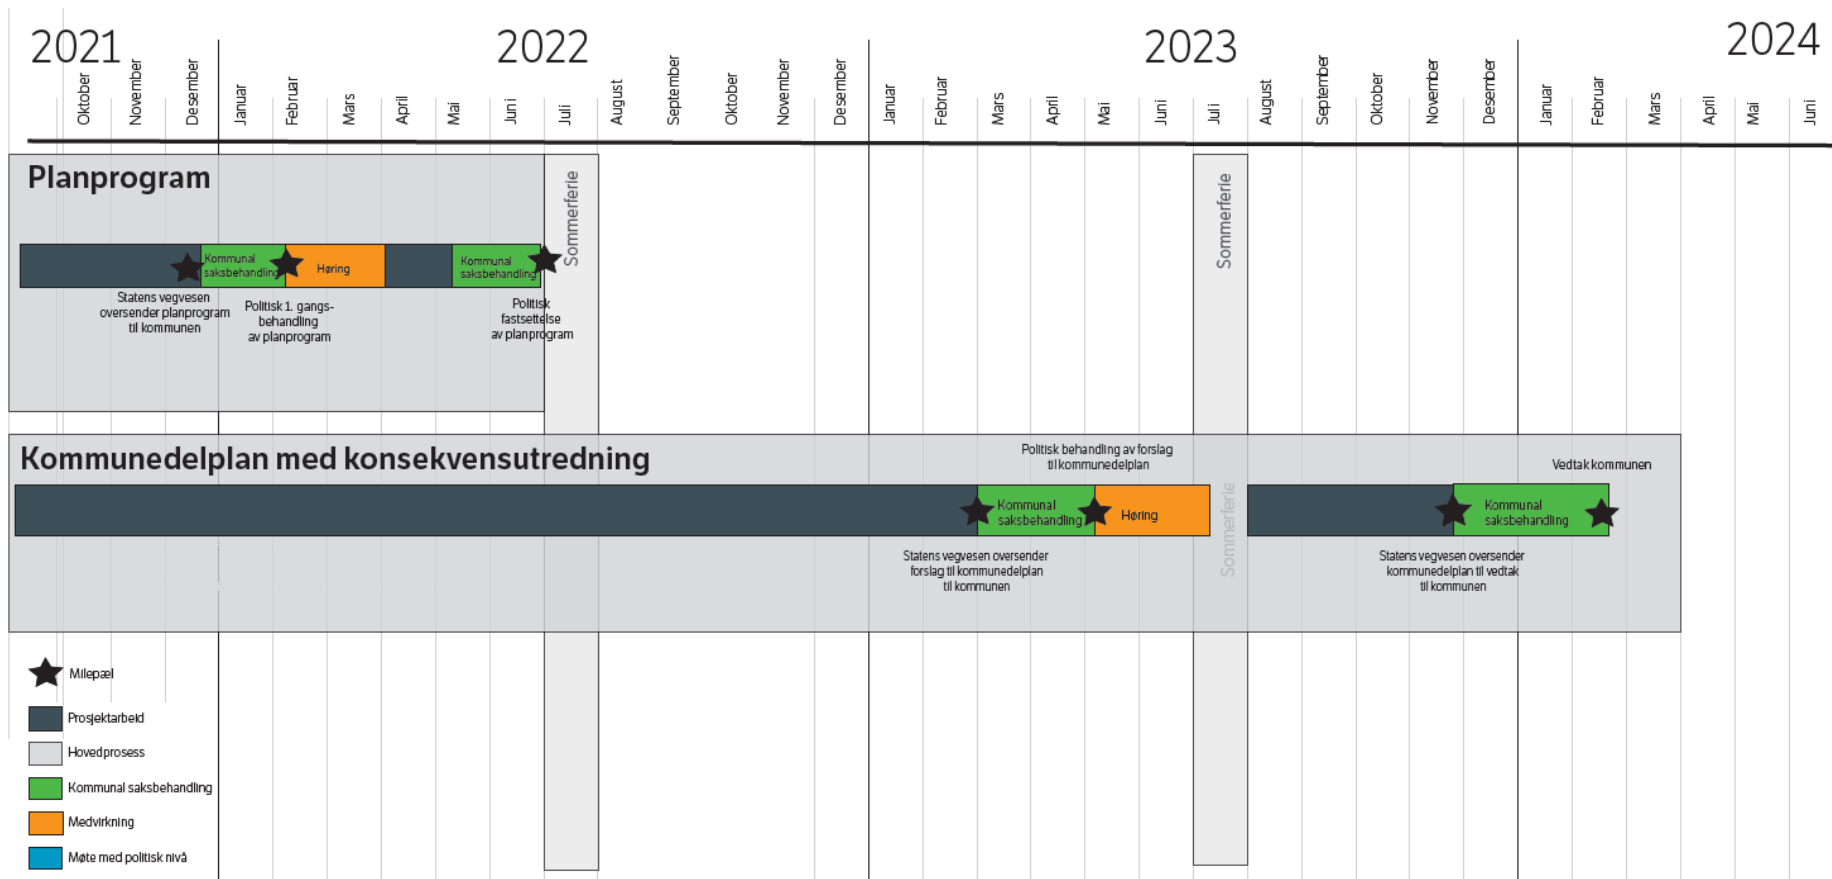 2021
2022
2023
2024
Oktober
November
Desember
Januar
Februar
Mars
April
Mai
Juni
Juli
August
September
Oktober
November
Desember
Januar
Februar
Mars
April
Mai
Juni
Juli
August
September
Oktober
November
Desember
Januar
Februar
Mars
April
Mai
Juni
Planprogram
Sommerferie
Sommerferie
Kommunal
saksbehandling
Høring
Kommunal
saksbehandling
Statens vegvesen
oversender planprogram
til kommunen
Politisk 1. gangs-
behandling
av planprogram
Politisk
fastsettelse
av planprogram
Kommunedelplan med konsekvensutredning
Politisk behandling av forslag
til kommunedelplan
Vedtak kommunen
Kommunal
saksbehandling
Høring
Sommerferie
Kommunal
saksbehandling
Statens vegvesen oversender
forslag til kommunedelplan
til kommunen
Statens vegvesen oversender
kommunedelplan til vedtak
til kommunen
Milepæl
Prosjektarbeid
Hovedprosess
Kommunal saksbehandling
Medvirkning
Møte med politisk nivå